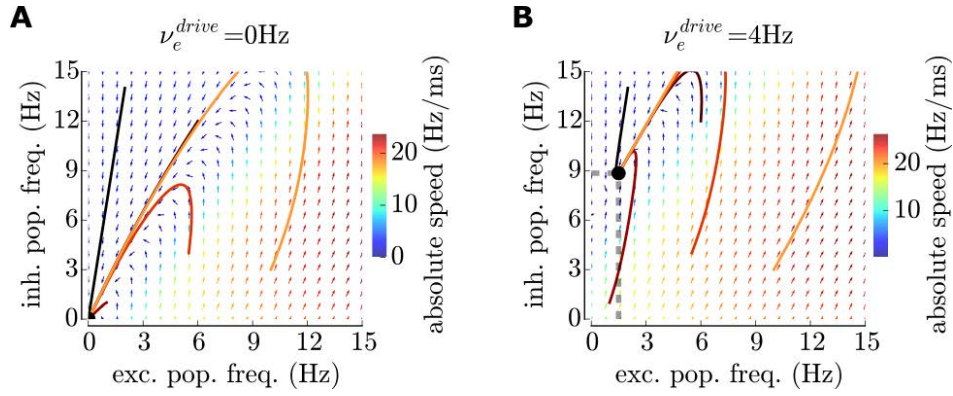 A
B
ν_e^{drive}=0Hz
ν_e^{drive}=4Hz
15
12
9
6
3
0
inh. pop. freq. (Hz)
0 3 6 9 12 15
exc. pop. freq. (Hz)
20
10
0
absolute speed (Hz/ms)
15
12
9
6
3
0
inh. pop. freq. (Hz)
0 3 6 9 12 15
exc. pop. freq. (Hz)
20
10
absolute speed (Hz/ms)